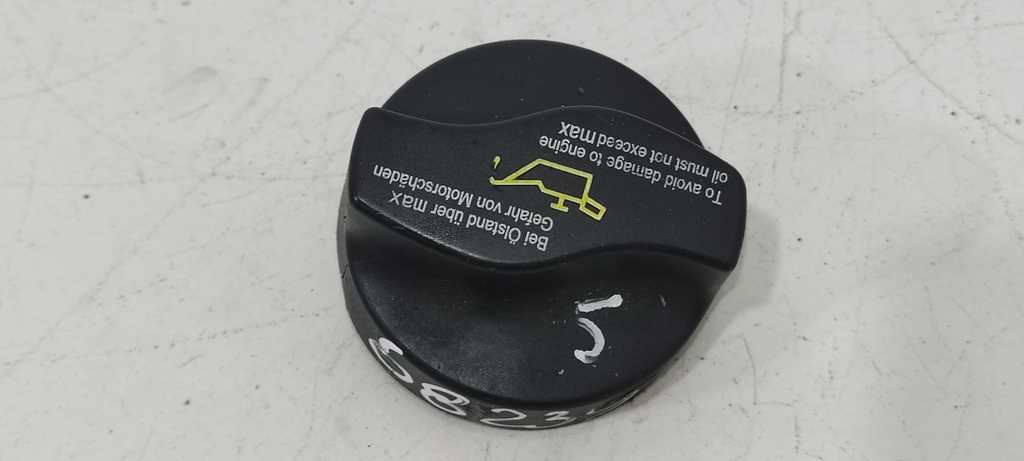 To avoid damage to engine
oil must not exceed max
Bei Ölstand über max
Gefahr von Motorschäden
5